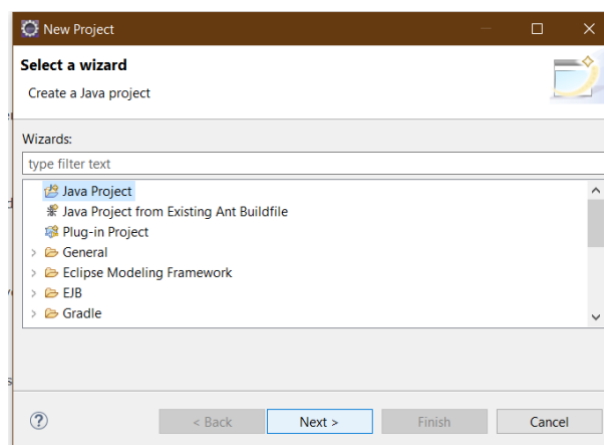 New Project
Select a wizard
Create a Java project
Wizards:
type filter text
Java Project
Java Project from Existing Ant Buildfile
Plug-in Project
General
Eclipse Modeling Framework
EJB
Gradle
? < Back Next > Finish Cancel